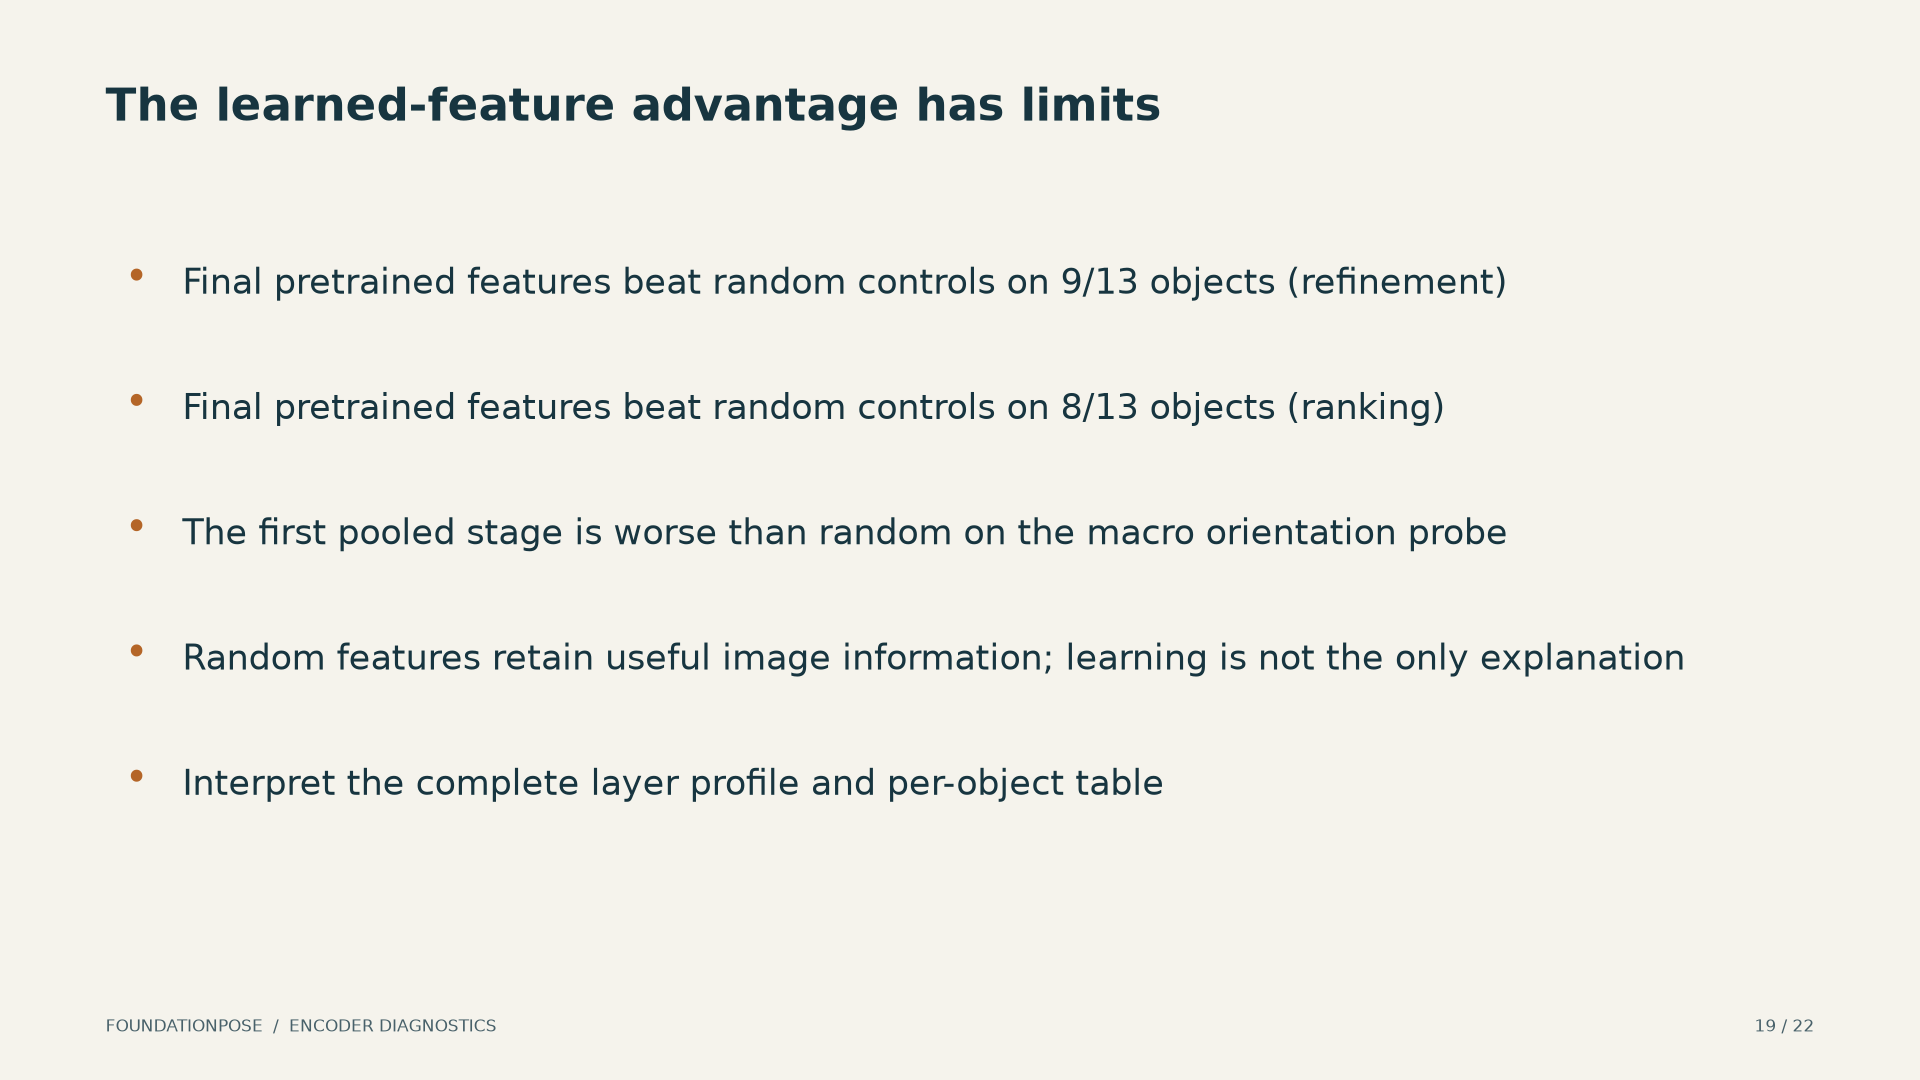 The learned-feature advantage has limits
• Final pretrained features beat random controls on 9/13 objects (refinement)
• Final pretrained features beat random controls on 8/13 objects (ranking)
• The first pooled stage is worse than random on the macro orientation probe
• Random features retain useful image information; learning is not the only explanation
• Interpret the complete layer profile and per-object table
FOUNDATIONPOSE / ENCODER DIAGNOSTICS
19 / 22